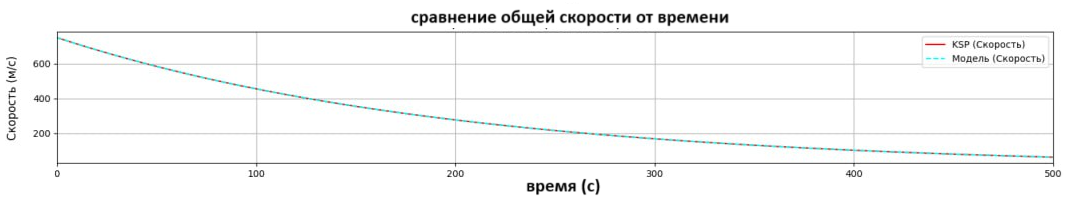 сравнение общей скорости от времени
KSP (Скорость)
Модель (Скорость)
Скорость (м/с)
600
400
200
0 100 200 300 400 500
время (с)